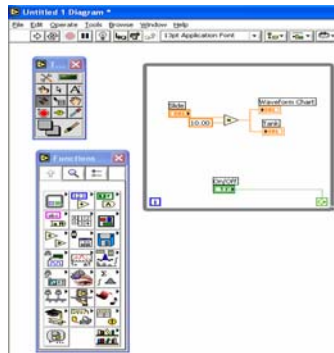 Untitled 1 Diagram *
File Edit Operate Tools Browse Window Help
13pt Application Font
T...
Functions
Slide
10.00
Waveform Chart
Tank
On/Off
TF
i